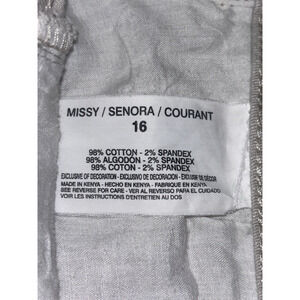 MISSY / SENORA / COURANT
16
98% COTTON - 2% SPANDEX
98% ALGODÓN - 2% SPANDEX
98% COTON - 2% SPANDEX
EXCLUSIVE OF DECORATION - EXCLUSIVO DE DECORACION - EXCLUSIF DE DÉCOR
MADE IN KENYA - HECHO EN KENYA - FABRIQUE EN KENYA
SEE REVERSE FOR CARE - VER AL REVERSO PARA EL CUIDADO
VOIR LES INSTRUCTIONS D'ENTRETIEN AU DOS